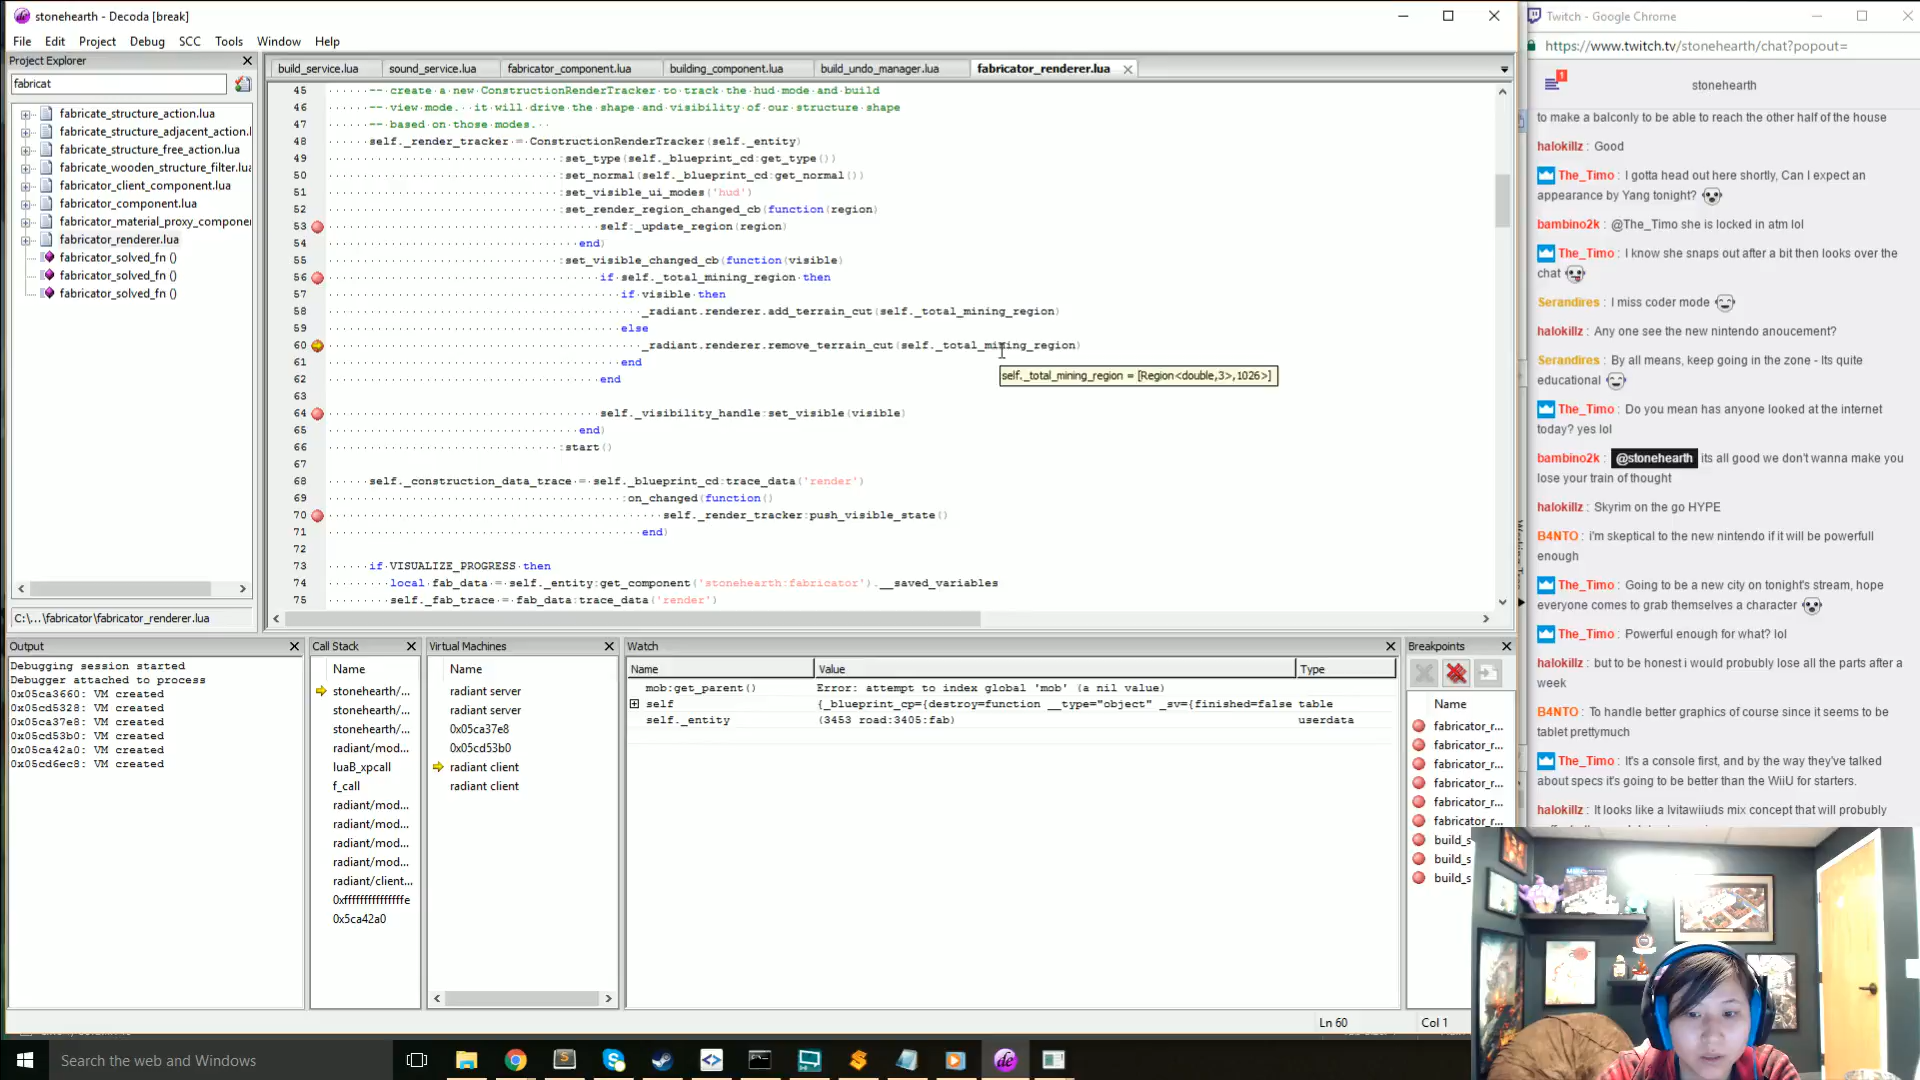 stonehearth - Decoda [break]
File Edit Project Debug SCC Tools Window Help
Project Explorer
fabricat
fabricate_structure_action.lua
fabricate_structure_adjacent_action.l
fabricate_structure_free_action.lua
fabricate_wooden_structure_filter.lua
fabricator_client_component.lua
fabricator_component.lua
fabricator_material_proxy_componer
fabricator_renderer.lua
fabricator_solved_fn ()
fabricator_solved_fn ()
fabricator_solved_fn ()
C:\...\fabricator\fabricator_renderer.lua
build_service.lua sound_service.lua fabricator_component.lua building_component.lua build_undo_manager.lua fabricator_renderer.lua
45 -- create a new ConstructionRenderTracker to track the hud mode and build
46 -- view mode. it will drive the shape and visibility of our structure shape
47 -- based on those modes.
48 self._render_tracker = ConstructionRenderTracker(self._entity)
49 :set_type(self._blueprint_cd:get_type())
50 :set_normal(self._blueprint_cd:get_normal())
51 :set_visible_ui_modes('hud')
52 :set_render_region_changed_cb(function(region)
53 self:_update_region(region)
54 end)
55 :set_visible_changed_cb(function(visible)
56 if self._total_mining_region then
57 if visible then
58 _radiant.renderer.add_terrain_cut(self._total_mining_region)
59 else
60 _radiant.renderer.remove_terrain_cut(self._total_mining_region)
61 end
self._total_mining_region = [Region<double,3>,1026>]
62 end
63
64 self._visibility_handle:set_visible(visible)
65 end)
66 :start()
67
68 self._construction_data_trace = self._blueprint_cd:trace_data('render')
69 :on_changed(function()
70 self._render_tracker:push_visible_state()
71 end)
72
73 if VISUALIZE_PROGRESS then
74 local fab_data = self._entity:get_component('stonehearth:fabricator').__saved_variables
75 self._fab_trace = fab_data:trace_data('render')
Output
Debugging session started
Debugger attached to process
0x05ca3660: VM created
0x05cd5328: VM created
0x05ca37e8: VM created
0x05cd53b0: VM created
0x05ca42a0: VM created
0x05cd6ec8: VM created
Call Stack
Name
stonehearth/...
stonehearth/...
stonehearth/...
radiant/mod...
luaB_xpcall
f_call
radiant/mod...
radiant/mod...
radiant/mod...
radiant/mod...
radiant/client...
0xfffffffffffffffe
0x5ca42a0
Virtual Machines
Name
radiant server
radiant server
0x05ca37e8
0x05cd53b0
radiant client
radiant client
Watch
Name Value Type
mob:get_parent() Error: attempt to index global 'mob' (a nil value)
self {_blueprint_cp={destroy=function __type="object" _sv={finished=false table
self._entity (3453 road:3405:fab) userdata
Breakpoints
Name
fabricator_r...
fabricator_r...
fabricator_r...
fabricator_r...
fabricator_r...
fabricator_r...
build_s
build_s
build_s
Ln 60 Col 1
Search the web and Windows
Twitch - Google Chrome
https://www.twitch.tv/stonehearth/chat?popout=
1
stonehearth
to make a balconly to be able to reach the other half of the house
halokillz : Good
The_Timo : I gotta head out here shortly, Can I expect an
appearance by Yang tonight?
bambino2k : @The_Timo she is locked in atm lol
The_Timo : I know she snaps out after a bit then looks over the
chat
Serandires : I miss coder mode
halokillz : Any one see the new nintendo anoucement?
Serandires : By all means, keep going in the zone - Its quite
educational
The_Timo : Do you mean has anyone looked at the internet
today? yes lol
bambino2k : @stonehearth its all good we don't wanna make you
lose your train of thought
halokillz : Skyrim on the go HYPE
B4NTO : i'm skeptical to the new nintendo if it will be powerfull
enough
The_Timo : Going to be a new city on tonight's stream, hope
everyone comes to grab themselves a character
The_Timo : Powerful enough for what? lol
halokillz : but to be honest i would probably lose all the parts after a
week
B4NTO : To handle better graphics of course since it seems to be
tablet prettymuch
The_Timo : It's a console first, and by the way they've talked
about specs it's going to be better than the WiiU for starters.
halokillz : It looks like a lvitawiiuds mix concept that will probably